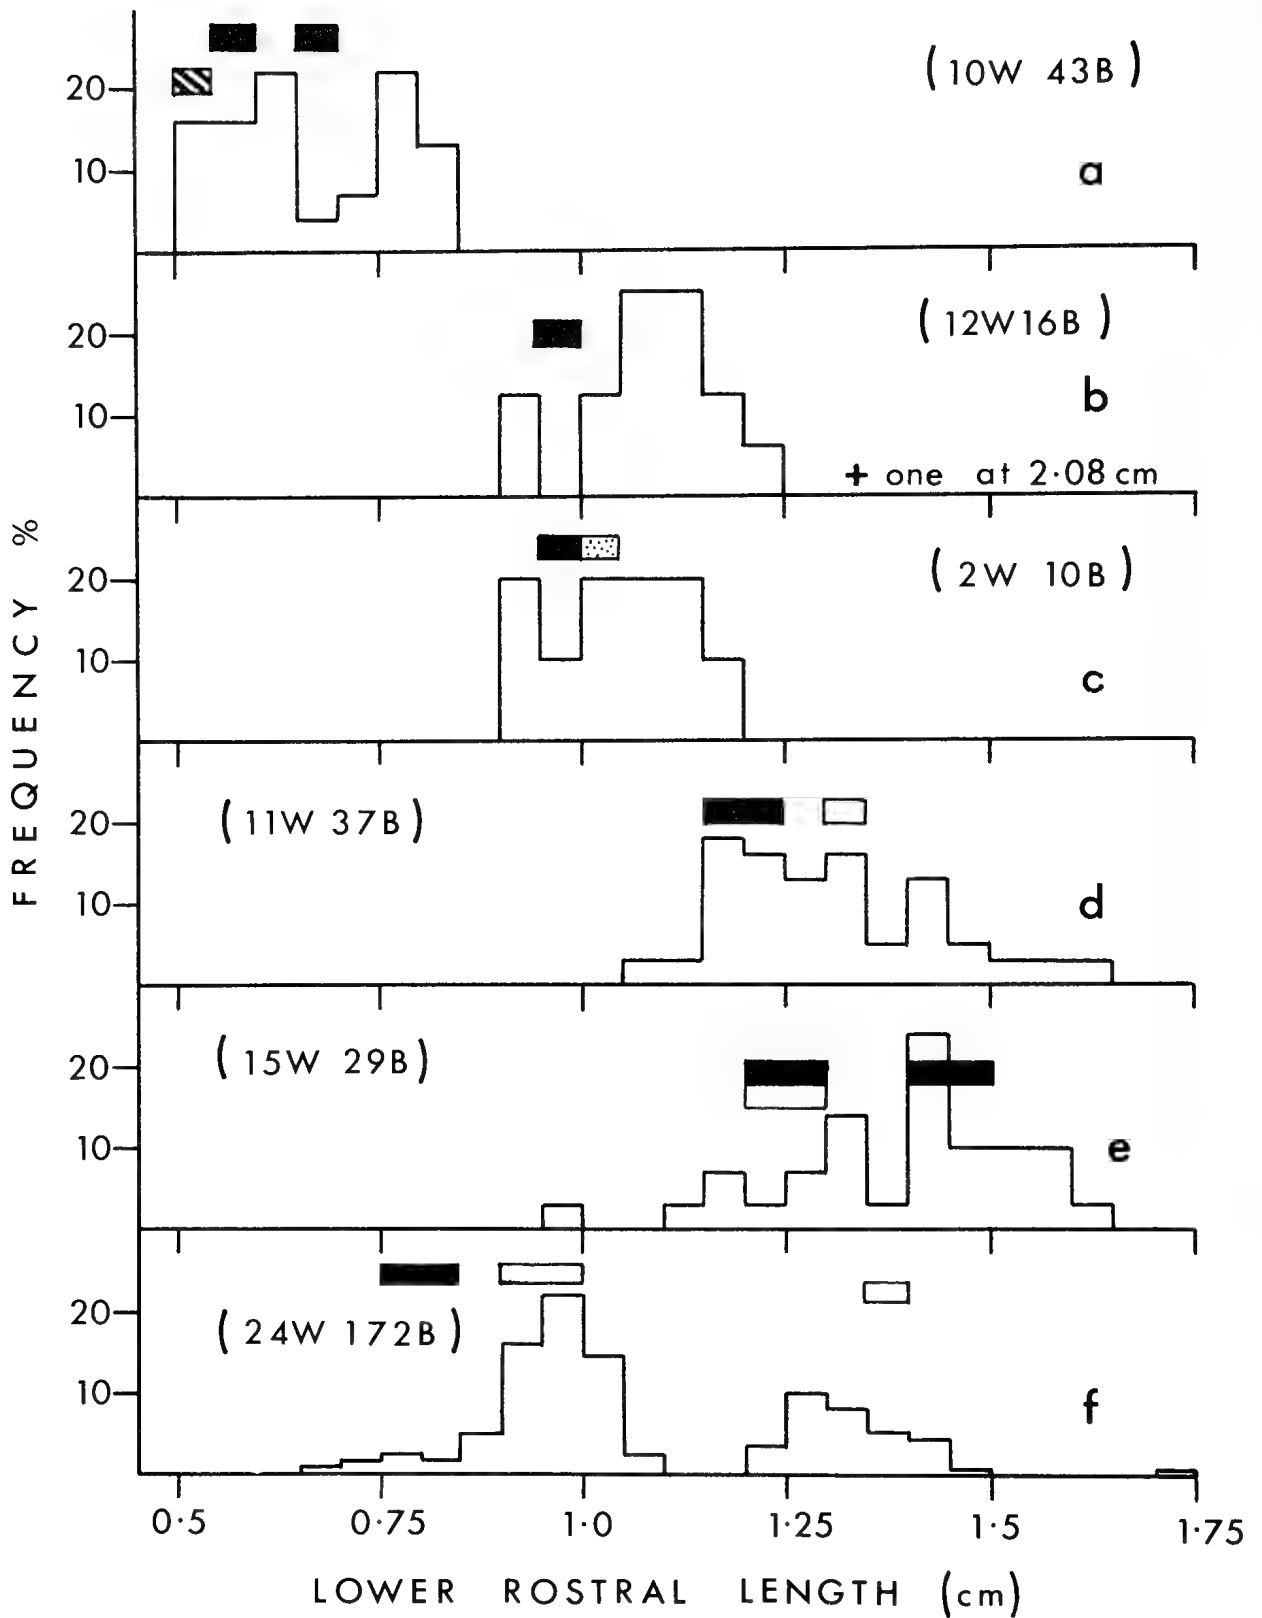 20
10
(10W 43B)
a
20
10
(12W16B)
b
+ one at 2·08 cm
20
10
(2W 10B)
c
20
10
(11W 37B)
d
20
10
(15W 29B)
e
20
10
(24W 172B)
f
FREQUENCY %
0·5 0·75 1·0 1·25 1·5 1·75
LOWER ROSTRAL LENGTH (cm)